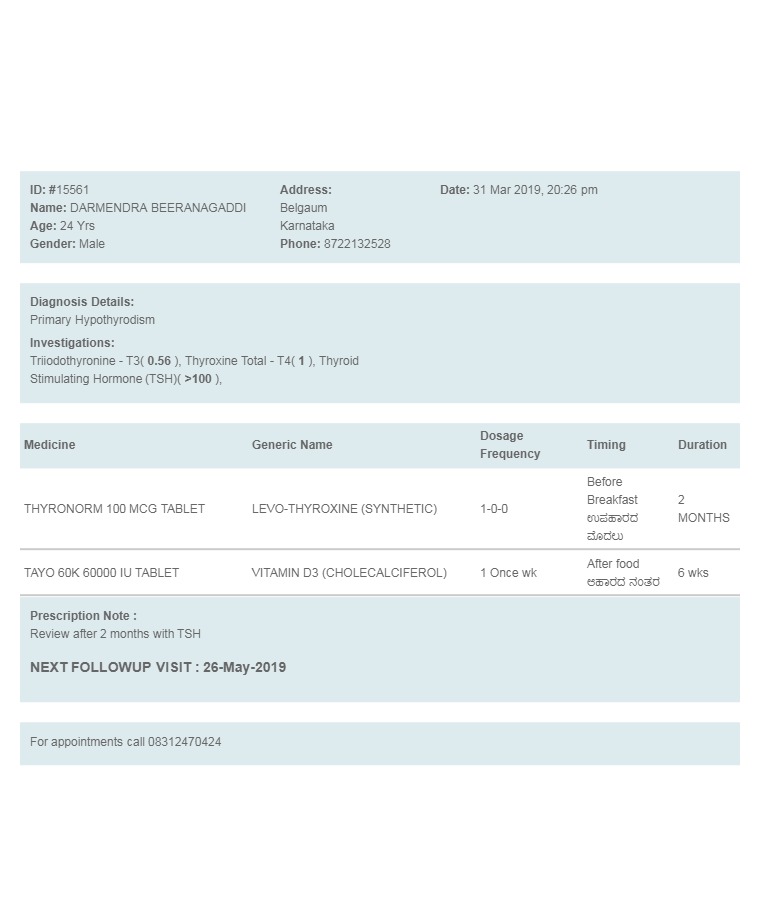 ID: #15561
Name: DARMENDRA BEERANAGADDI
Age: 24 Yrs
Gender: Male
Address:
Belgaum
Karnataka
Phone: 8722132528
Date: 31 Mar 2019, 20:26 pm
Diagnosis Details:
Primary Hypothyrodism
Investigations:
Triiodothyronine - T3( 0.56 ), Thyroxine Total - T4( 1 ), Thyroid
Stimulating Hormone (TSH)( >100 ),
Medicine Generic Name Dosage Frequency Timing Duration
THYRONORM 100 MCG TABLET LEVO-THYROXINE (SYNTHETIC) 1-0-0 Before Breakfast ಉಪಹಾರದ ಮೊದಲು 2 MONTHS
TAYO 60K 60000 IU TABLET VITAMIN D3 (CHOLECALCIFEROL) 1 Once wk After food ಆಹಾರದ ನಂತರ 6 wks
Prescription Note :
Review after 2 months with TSH
NEXT FOLLOWUP VISIT : 26-May-2019
For appointments call 08312470424